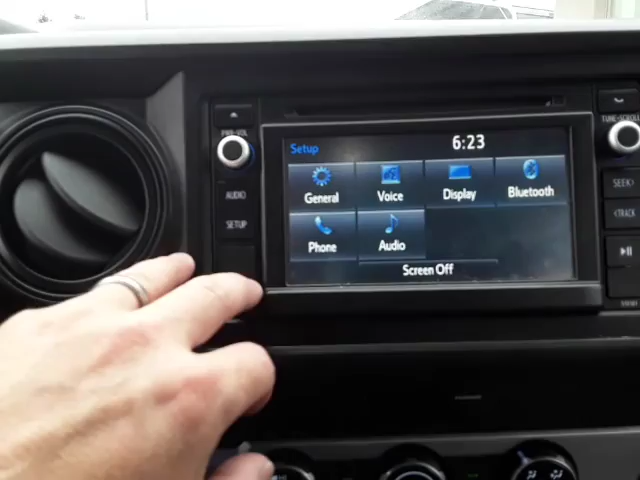 PWR·VOL
AUDIO
SETUP
Setup 6:23
General Voice Display Bluetooth
Phone Audio
Screen Off
TUNE·SCROLL
SEEK>
<TRACK